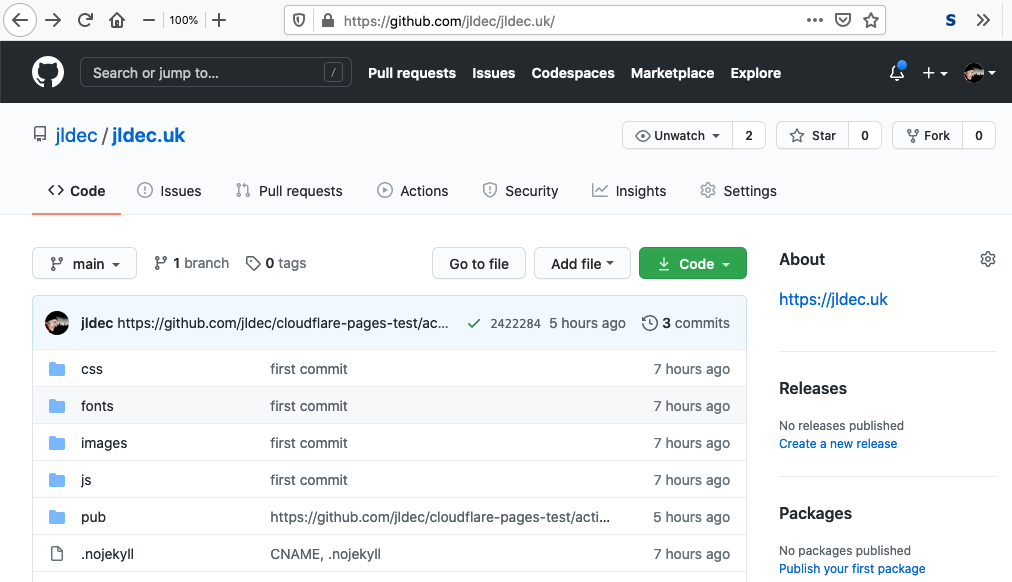 100%
https://github.com/jldec/jldec.uk/
S
Search or jump to... /
Pull requests Issues Codespaces Marketplace Explore
jldec / jldec.uk
Unwatch 2 Star 0 Fork 0
Code Issues Pull requests Actions Security Insights Settings
main 1 branch 0 tags Go to file Add file Code
About
https://jldec.uk
jldec https://github.com/jldec/cloudflare-pages-test/ac... 2422284 5 hours ago 3 commits
css first commit 7 hours ago
fonts first commit 7 hours ago
images first commit 7 hours ago
js first commit 7 hours ago
pub https://github.com/jldec/cloudflare-pages-test/acti... 5 hours ago
.nojekyll CNAME, .nojekyll 7 hours ago
Releases
No releases published
Create a new release
Packages
No packages published
Publish your first package